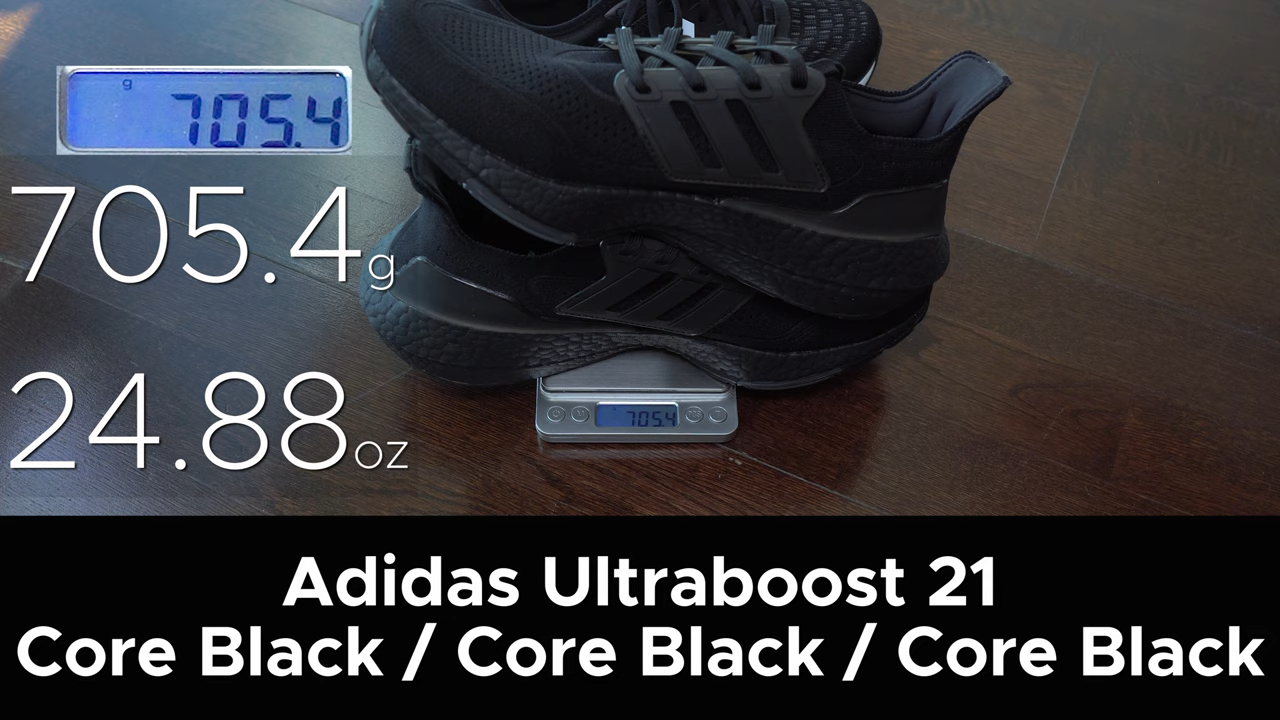 g
705.4
705.4g
24.88oz
705.4
Adidas Ultraboost 21
Core Black / Core Black / Core Black